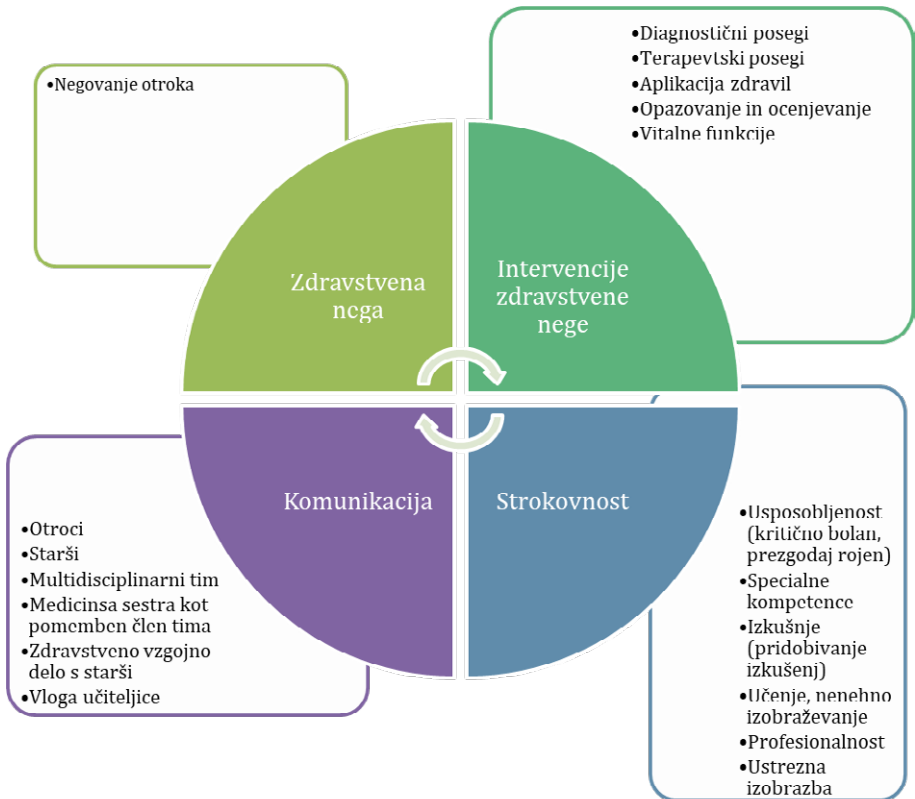 •Negovanje otroka
•Diagnostični posegi
•Terapevtski posegi
•Aplikacija zdravil
•Opazovanje in ocenjevanje
•Vitalne funkcije
Zdravstvena
nega
Intervencije
zdravstvene
nege
Komunikacija
Strokovnost
•Otroci
•Starši
•Multidisciplinarni tim
•Medicinsa sestra kot
pomemben član tima
•Zdravstveno vzgojno
delo s starši
•Vloga učiteljice
•Usposobljenost
(kritično bolan,
prezgodaj rojen)
•Specialne
kompetence
•Izkušnje
(pridobivanje
izkušenj)
•Učenje, nenehno
izobraževanje
•Profesionalnost
•Ustrezna
izobrazba